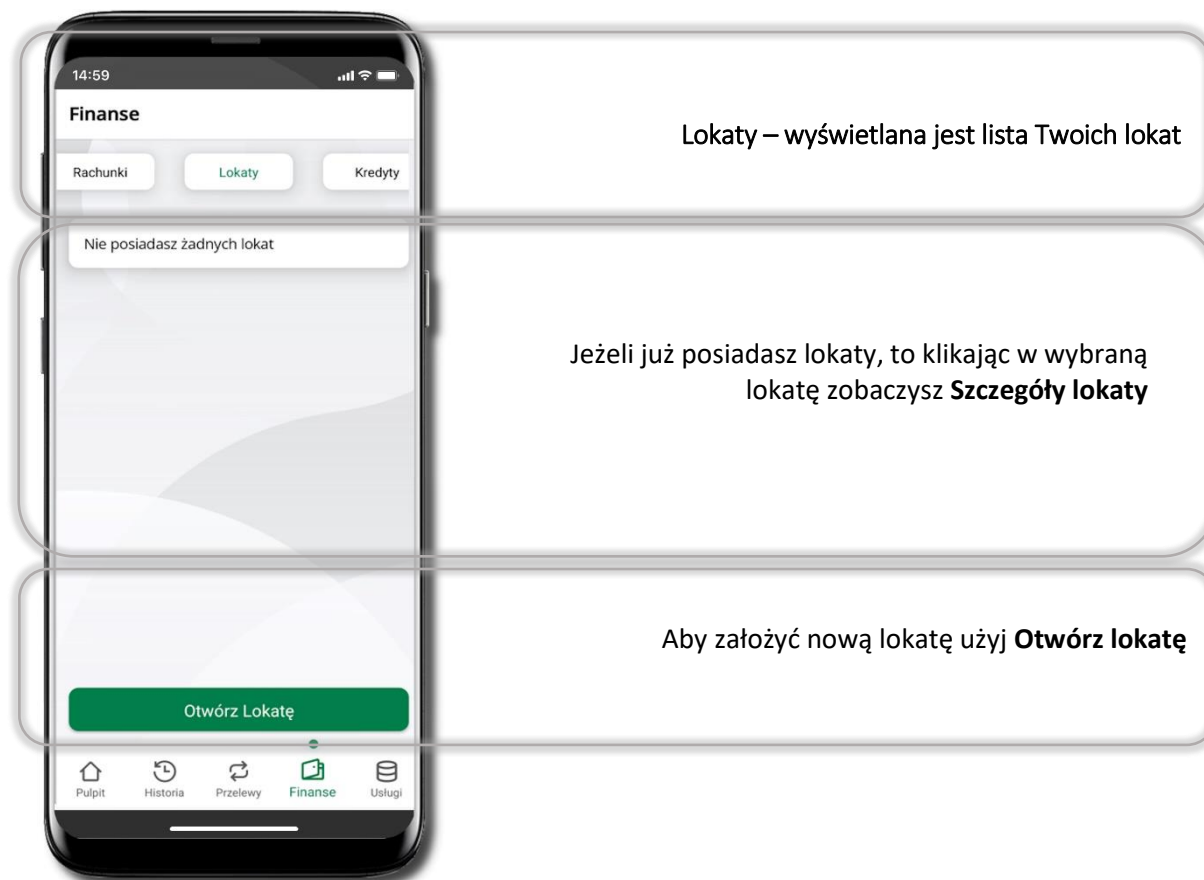 14:59
Finanse
Rachunki
Lokaty
Kredyty
Nie posiadasz żadnych lokat
Otwórz Lokatę
Pulpit
Historia
Przelewy
Finanse
Usługi
Lokaty – wyświetlana jest lista Twoich lokat
Jeżeli już posiadasz lokaty, to klikając w wybraną
lokatę zobaczysz Szczegóły lokaty
Aby założyć nową lokatę użyj Otwórz lokatę